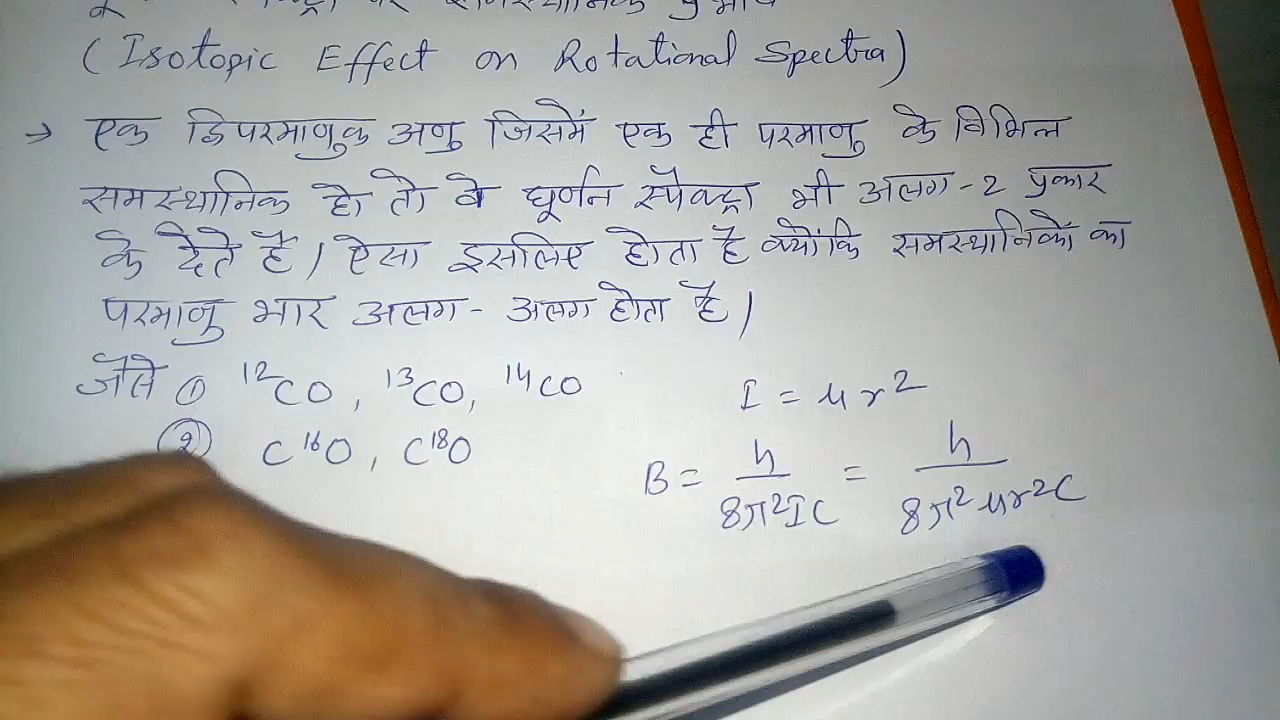 (Isotopic Effect on Rotational Spectra)
→ एक द्विपरमाणुक अणु जिसमें एक ही परमाणु के विभिन्न
समस्थानिक हो तो वे घूर्णन स्पैक्ट्रा भी अलग-2 प्रकार
के देते है। ऐसा इसलिए होता है क्योंकि समस्थानिकों का
परमाणु भार अलग-अलग होता है।
जैसे ① ¹²CO, ¹³CO, ¹⁴CO
I = μr²
② C¹⁶O, C¹⁸O
B = h/8π²IC = h/8π²μr²C